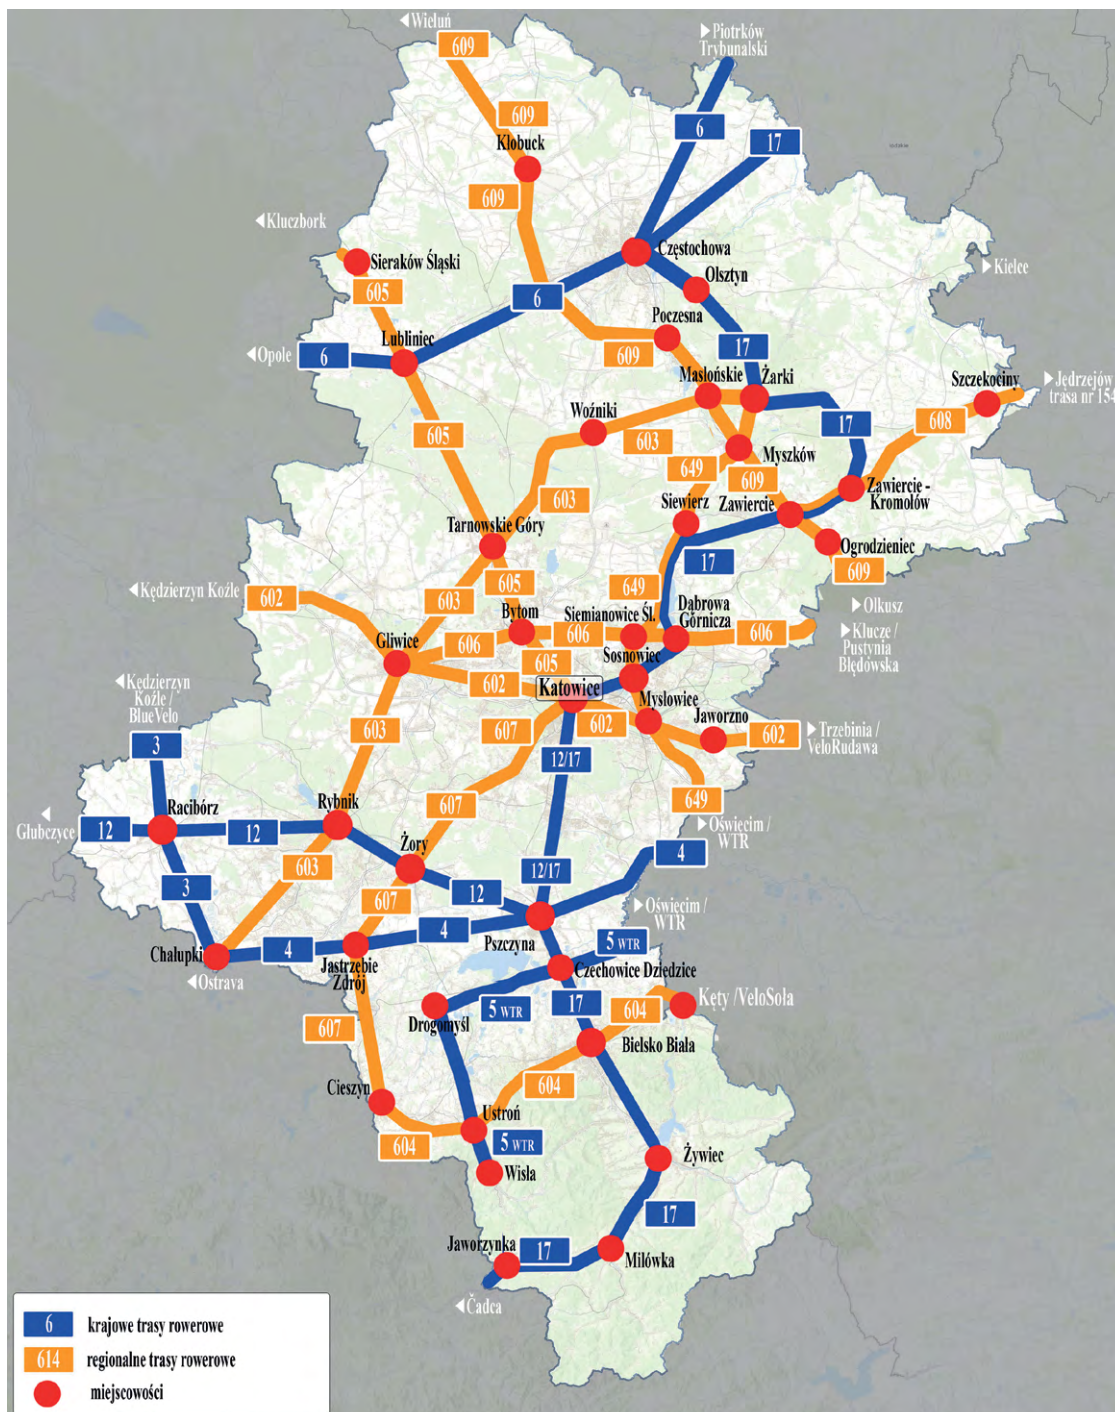 Wieluń
609
Piotrków
Trybunalski
6
609
17
Kłobuck
609
Kluczbork
Częstochowa
Sieraków Śląski
Kielce
Olsztyn
605
6
Poczesna
Lubliniec
Opole
6
609
17
Masłońskie
Żarki
Szczekociny
Jędrzejów
trasa nr 154
Woźniki
608
17
605
603
649
Myszków
609
Siewierz
Zawiercie
Zawiercie -
Kromołów
603
Tarnowskie Góry
Ogrodzieniec
17
609
605
Kędzierzyn Koźle
602
603
649
Olkusz
Bytom
Siemianowice Śl.
Dąbrowa
Górnicza
606
606
606
Klucze /
Pustynia
Błędówska
Gliwice
605
Sosnowiec
602
Katowice
Kędzierzyn
Koźle /
BlueVelo
Mysłowice
Jaworzno
602
602
Trzebinia /
VeloRudawa
603
607
3
12/17
649
Racibórz
Rybnik
607
Głubczyce
12
12
Żory
Oświęcim /
WTR
4
12/17
603
3
12
607
Oświęcim /
WTR
4
Pszczyna
5 WTR
Chałupki
4
Jastrzębie
Zdrój
Czechowice Dziedzice
Ostrava
17
604
Kęty /VeloSoła
5 WTR
Drogomyśl
607
Bielsko Biała
Cieszyn
604
Ustroń
604
5 WTR
Żywiec
Wisła
17
Jaworzynka
17
Milówka
Čadca
6 krajowe trasy rowerowe
614 regionalne trasy rowerowe
miejscowości